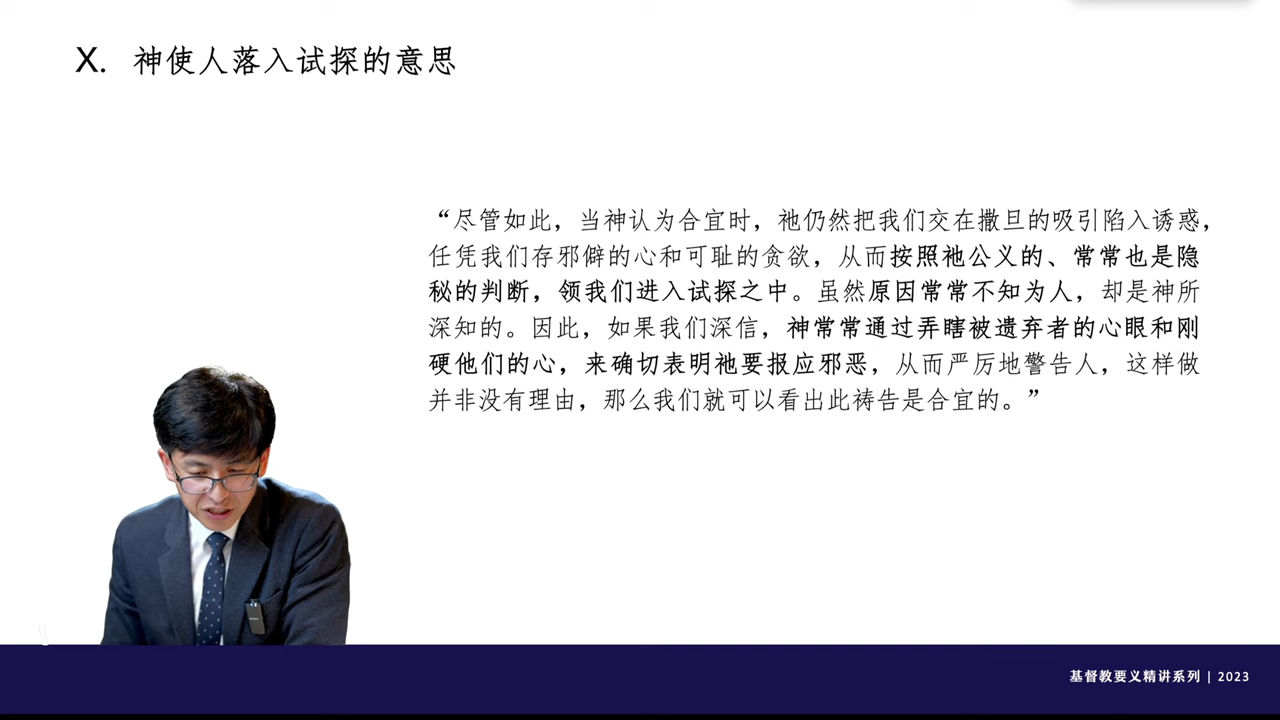 X. 神使人落入试探的意思
“尽管如此，当神认为合宜时，祂仍然把我们交在撒旦的吸引陷入诱惑，
任凭我们存邪僻的心和可耻的贪欲，从而按照祂公义的、常常也是隐
秘的判断，领我们进入试探之中。虽然原因常常不知为人，却是神所
深知的。因此，如果我们深信，神常常通过弄瞎被遗弃者的心眼和刚
硬他们的心，来确切表明祂要报应邪恶，从而严厉地警告人，这样做
并非没有理由，那么我们就可以看出此祷告是合宜的。”
基督教要义精讲系列 | 2023